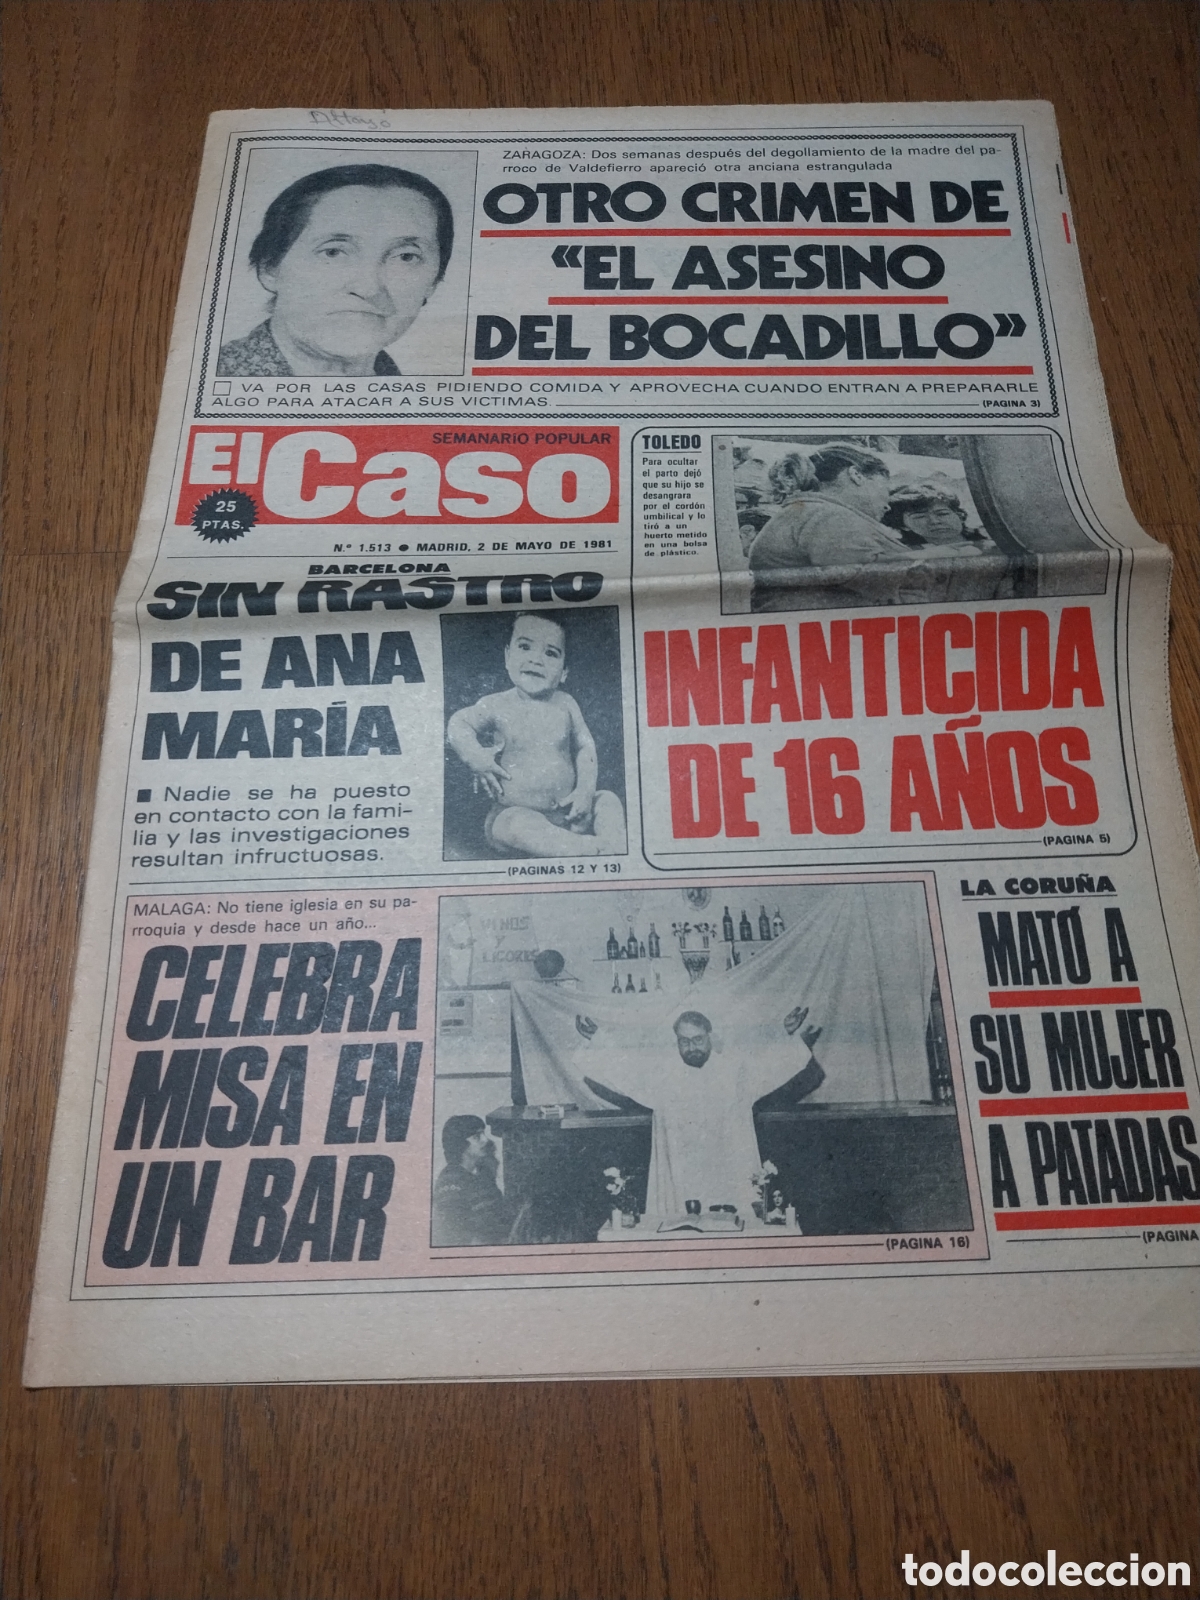 ZARAGOZA: Dos semanas después del degollamiento de la madre del pa-
rroco de Valdefierro apareció otra anciana estrangulada
OTRO CRIMEN DE
«EL ASESINO
DEL BOCADILLO»
VA POR LAS CASAS PIDIENDO COMIDA Y APROVECHA CUANDO ENTRAN A PREPARARLE
ALGO PARA ATACAR A SUS VICTIMAS.
(PAGINA 3)
SEMANARIO POPULAR
El Caso
25
PTAS.
N.º 1.513 ● MADRID, 2 DE MAYO DE 1981
TOLEDO
Para ocultar
el parto dejó
que su hijo se
desangrara
por el cordón
umbilical y lo
tiró a un
huerto metido
en una bolsa
de plástico.
INFANTICIDA
DE 16 AÑOS
(PAGINA 5)
BARCELONA
SIN RASTRO
DE ANA
MARÍA
■ Nadie se ha puesto
en contacto con la fami-
lia y las investigaciones
resultan infructuosas.
(PAGINAS 12 Y 13)
MALAGA: No tiene iglesia en su pa-
rroquia y desde hace un año...
CELEBRA
MISA EN
UN BAR
VINOS
Y
LICORES
(PAGINA 16)
LA CORUÑA
MATO A
SU MUJER
A PATADAS
(PAGINA
todocoleccion